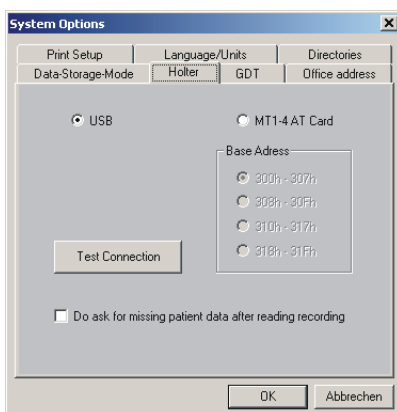 System Options
Print Setup Language/Units Directories
Data-Storage-Mode Holter GDT Office address
USB MT1-4 AT Card
Base Adress
300h - 307h
308h - 30Fh
310h - 317h
318h - 31Fh
Test Connection
Do ask for missing patient data after reading recording
OK Abbrechen